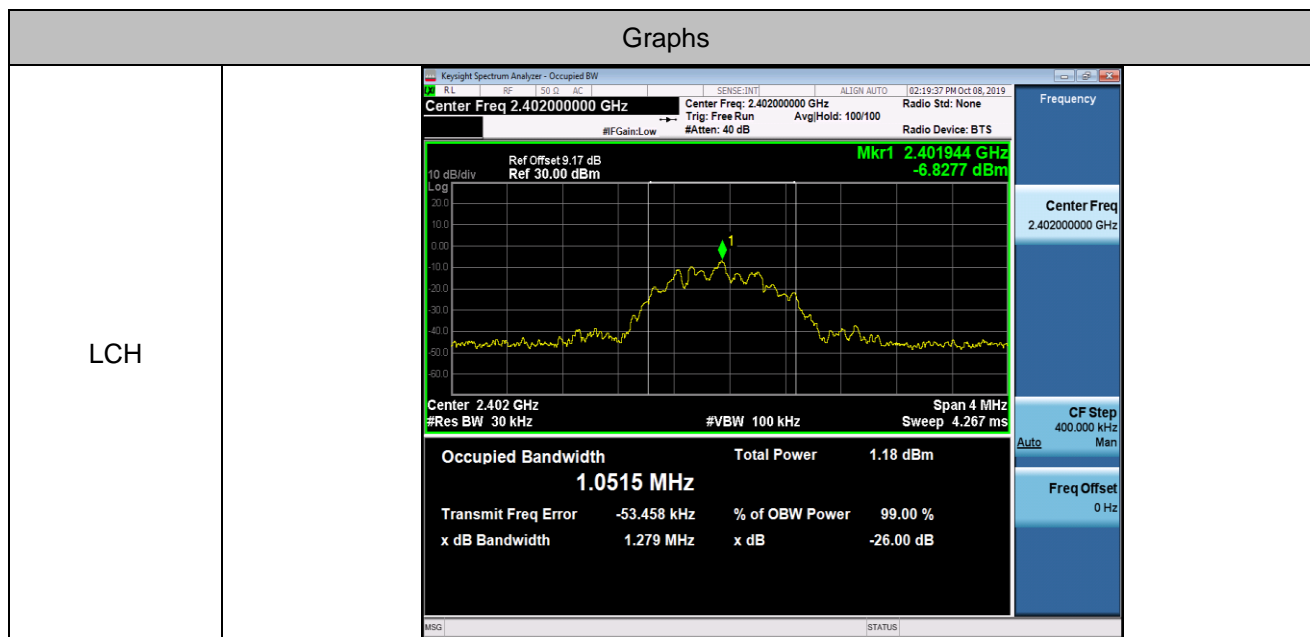 Graphs
LCH
Keysight Spectrum Analyzer - Occupied BW
RL RF 50 Ω AC SENSE:INT ALIGN AUTO 02:19:37 PM Oct 08, 2019
Center Freq 2.402000000 GHz
Center Freq: 2.402000000 GHz Radio Std: None
Trig: Free Run Avg|Hold: 100/100
#IFGain:Low #Atten: 40 dB Radio Device: BTS
Mkr1 2.401944 GHz
-6.8277 dBm
Ref Offset 9.17 dB
10 dB/div Ref 30.00 dBm
Log
20.0
10.0
0.00
-10.0
-20.0
-30.0
-40.0
-50.0
-60.0
1
Center 2.402 GHz Span 4 MHz
#Res BW 30 kHz #VBW 100 kHz Sweep 4.267 ms
Occupied Bandwidth Total Power 1.18 dBm
1.0515 MHz
Transmit Freq Error -53.458 kHz % of OBW Power 99.00 %
x dB Bandwidth 1.279 MHz x dB -26.00 dB
Frequency
Center Freq
2.402000000 GHz
CF Step
400.000 kHz
Auto Man
Freq Offset
0 Hz
MSG STATUS